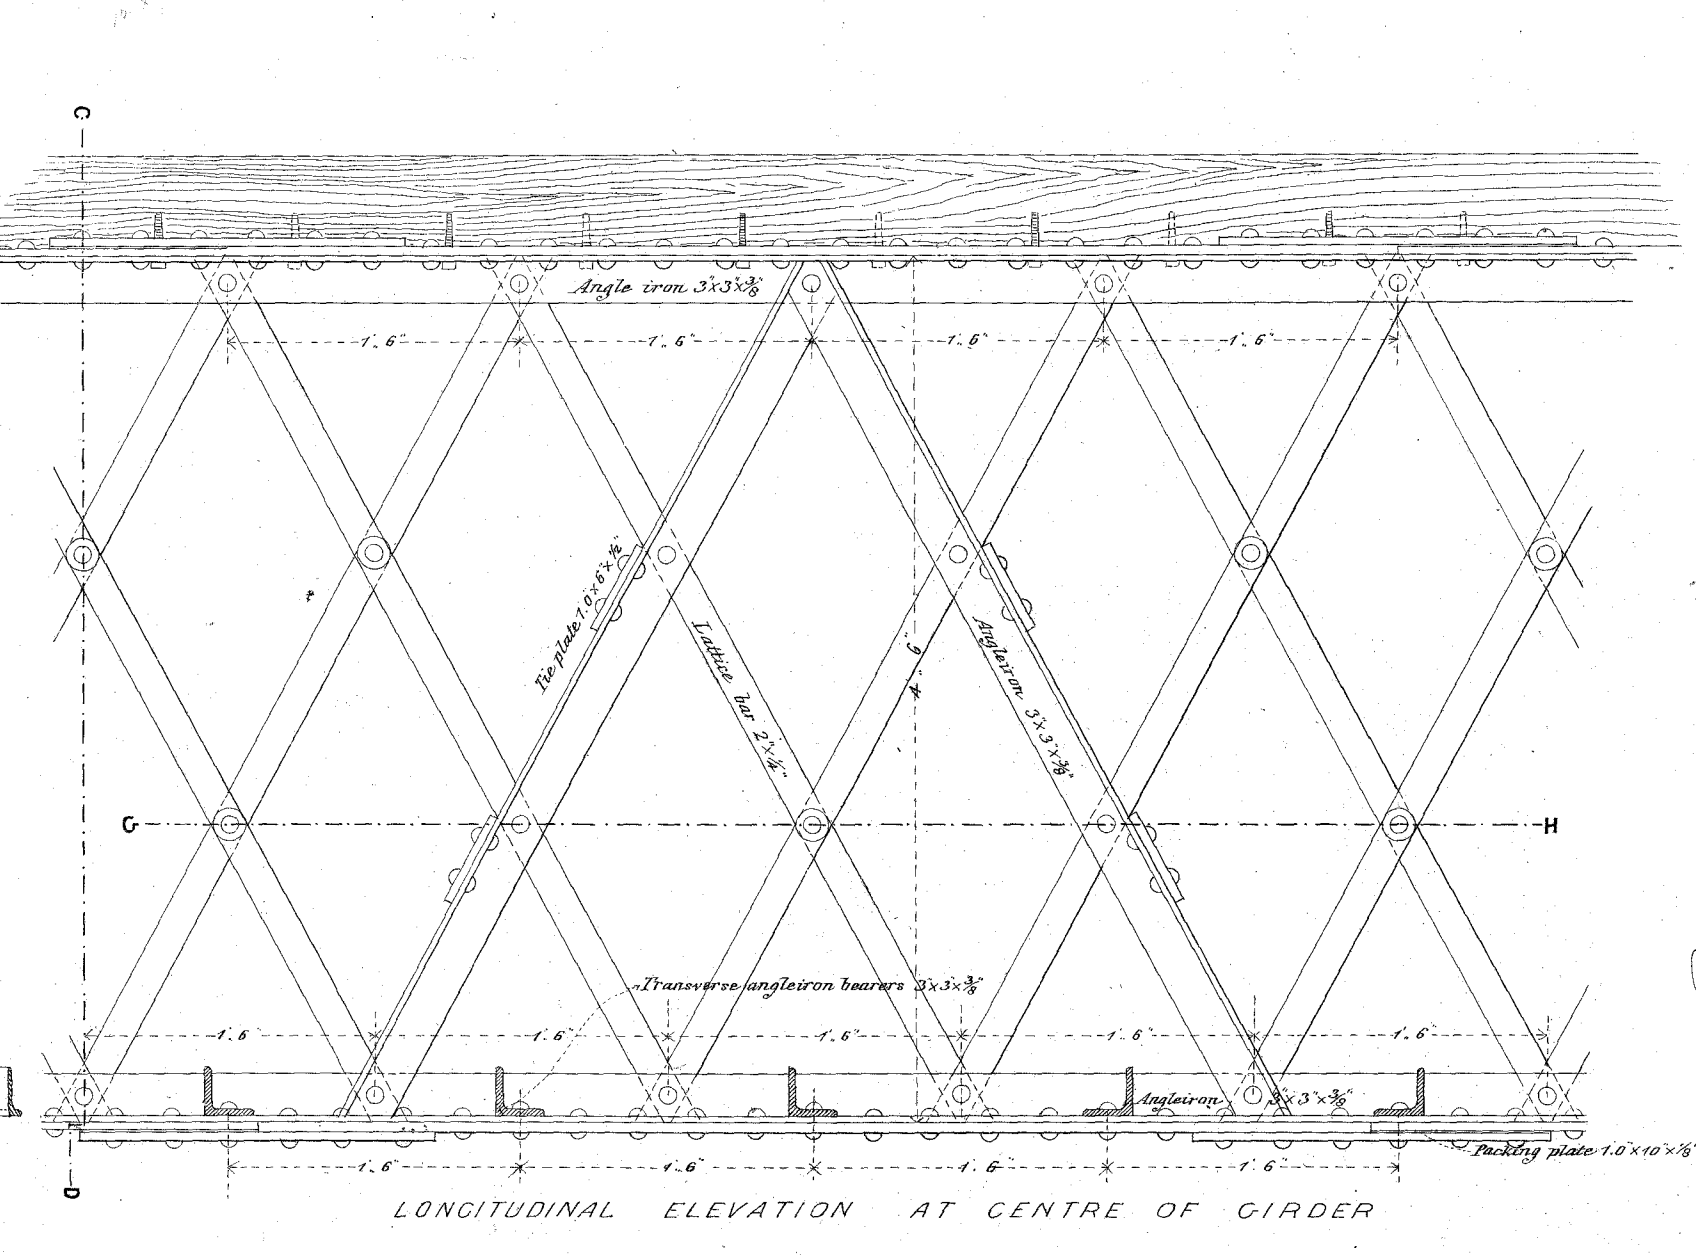 C
Angle iron 3"x3"x3/8"
1'.. 6" 1'.. 6" 1'.. 6" 1'.. 6"
Tie plate 1'.0"x6"x1/2"
Lattice bar 2"x1/4"
4'.. 9"
Angleiron 3"x3"x3/8"
G H
Transverse angleiron bearers 3"x3"x3/8"
1'.. 6" 1'.. 6" 1'.. 6" 1'.. 6" 1'.. 6"
Angleiron 3"x3"x3/8"
Packing plate 1'.0"x10"x1/8"
1'.. 6" 1'.. 6" 1'.. 6" 1'.. 6"
D
LONGITUDINAL ELEVATION AT CENTRE OF GIRDER